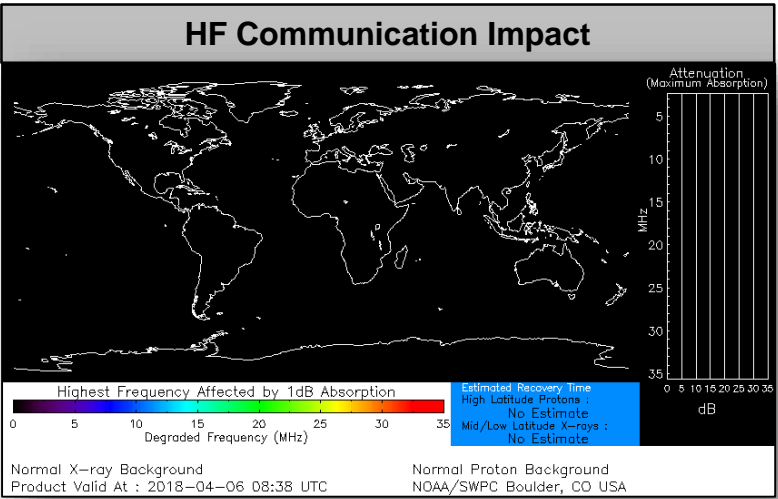 HF Communication Impact
Attenuation
(Maximum Absorption)
5
10
15
20
25
30
35
MHz
0 5 10 15 20 25 30 35
dB
Highest Frequency Affected by 1dB Absorption
0 5 10 15 20 25 30 35
Degraded Frequency (MHz)
Estimated Recovery Time
High Latitude Protons :
No Estimate
Mid/Low Latitude X-rays :
No Estimate
Normal X-ray Background
Product Valid At : 2018-04-06 08:38 UTC
Normal Proton Background
NOAA/SWPC Boulder, CO USA